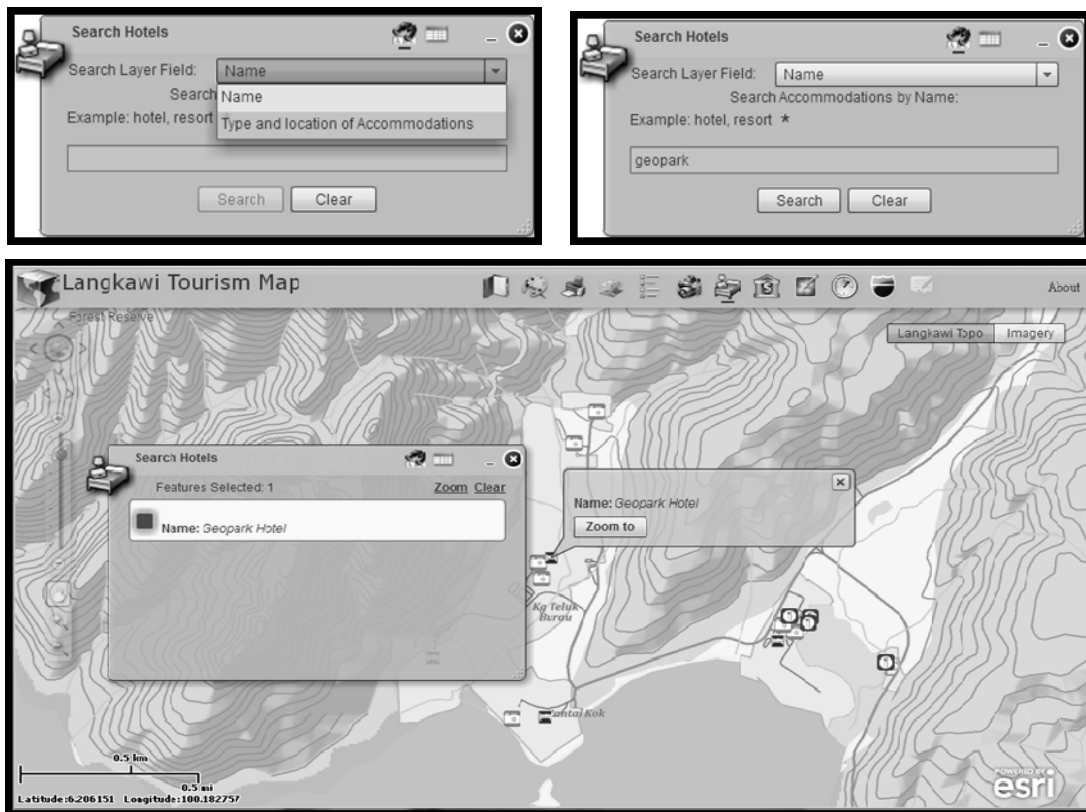 Search Hotels
Search Layer Field: Name
Search
Name
Example: hotel, resort
Type and location of Accommodations
Search Clear
Search Hotels
Search Layer Field: Name
Search Accommodations by Name:
Example: hotel, resort *
geopark
Search Clear
Langkawi Tourism Map
About
Forest Reserve
Langkawi Topo Imagery
Search Hotels
Features Selected: 1 Zoom Clear
Name: Geopark Hotel
Name: Geopark Hotel
Zoom to
Kg Teluk
Burau
Pantai Kok
0.5 km
0.5 mi
Latitude:6.206151 Longitude:100.182757
POWERED BY
esri